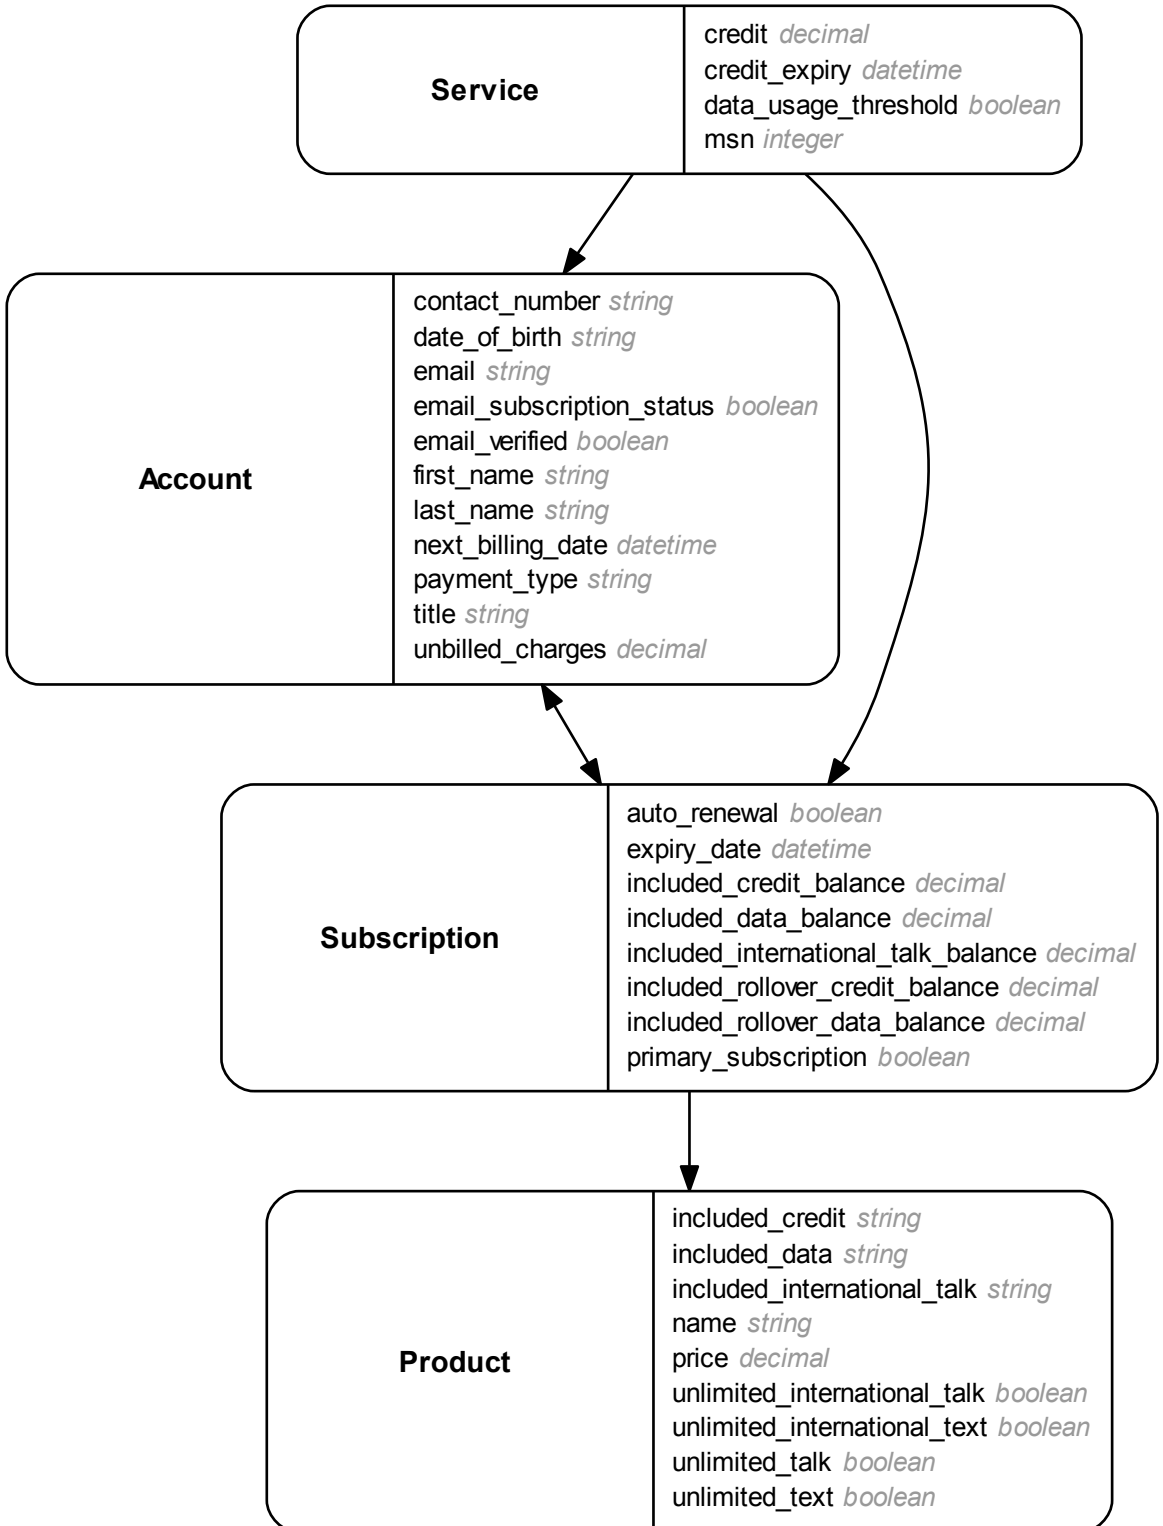 Service
credit decimal
credit_expiry datetime
data_usage_threshold boolean
msn integer
Account
contact_number string
date_of_birth string
email string
email_subscription_status boolean
email_verified boolean
first_name string
last_name string
next_billing_date datetime
payment_type string
title string
unbilled_charges decimal
Subscription
auto_renewal boolean
expiry_date datetime
included_credit_balance decimal
included_data_balance decimal
included_international_talk_balance decimal
included_rollover_credit_balance decimal
included_rollover_data_balance decimal
primary_subscription boolean
Product
included_credit string
included_data string
included_international_talk string
name string
price decimal
unlimited_international_talk boolean
unlimited_international_text boolean
unlimited_talk boolean
unlimited_text boolean